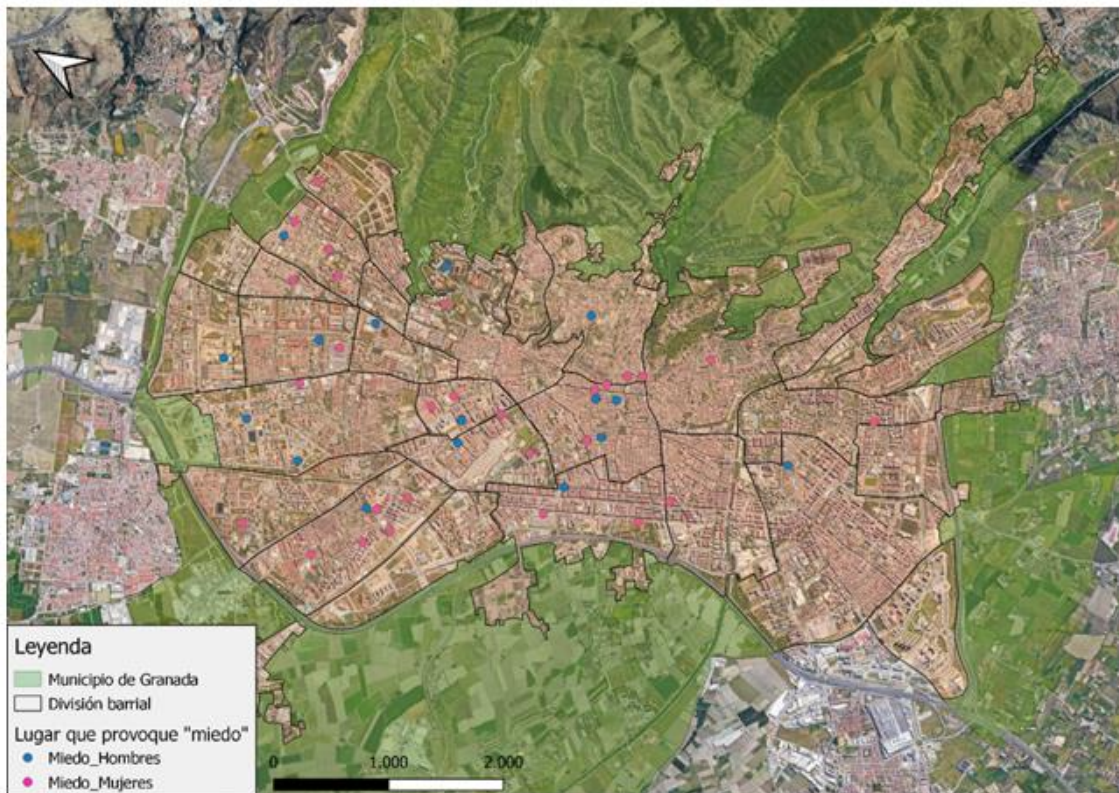 Leyenda
Municipio de Granada
División barrial
Lugar que provoque "miedo"
Miedo_Hombres
Miedo_Mujeres
0 1.000 2.000